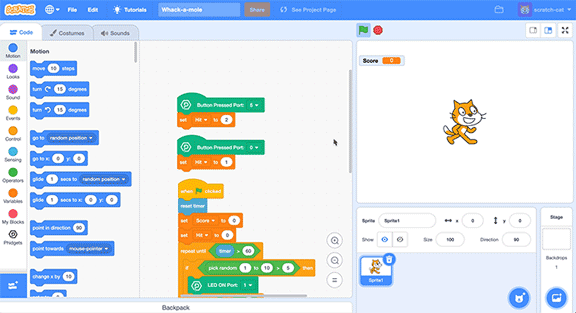 SCRATCH
File
Edit
Tutorials
Whack-a-mole
Share
See Project Page
scratch-ost
Code
Costumes
Sounds
Motion
Looks
Sound
Events
Control
Sensing
Operators
Variables
My Blocks
Phidgets
Motion
move 10 steps
turn 15 degrees
turn 15 degrees
go to random position
go to x: 0 y: 0
glide 1 secs to random position
glide 1 secs to x: 0 y: 0
point in direction 90
point towards mouse-pointer
change x by 10
Button Pressed Port: 5
set Hit to 2
Button Pressed Port: 0
set Hit to 1
when clicked
reset timer
set Score to 0
set Hit to 0
repeat until timer > 60
if pick random 1 to 10 > 5 then
LED ON Port: 1
Backpack
Score 0
Sprite Sprite1 x 0 y
Show Size 100 Direction 90
Sprite1
Stage
Backdrops
1